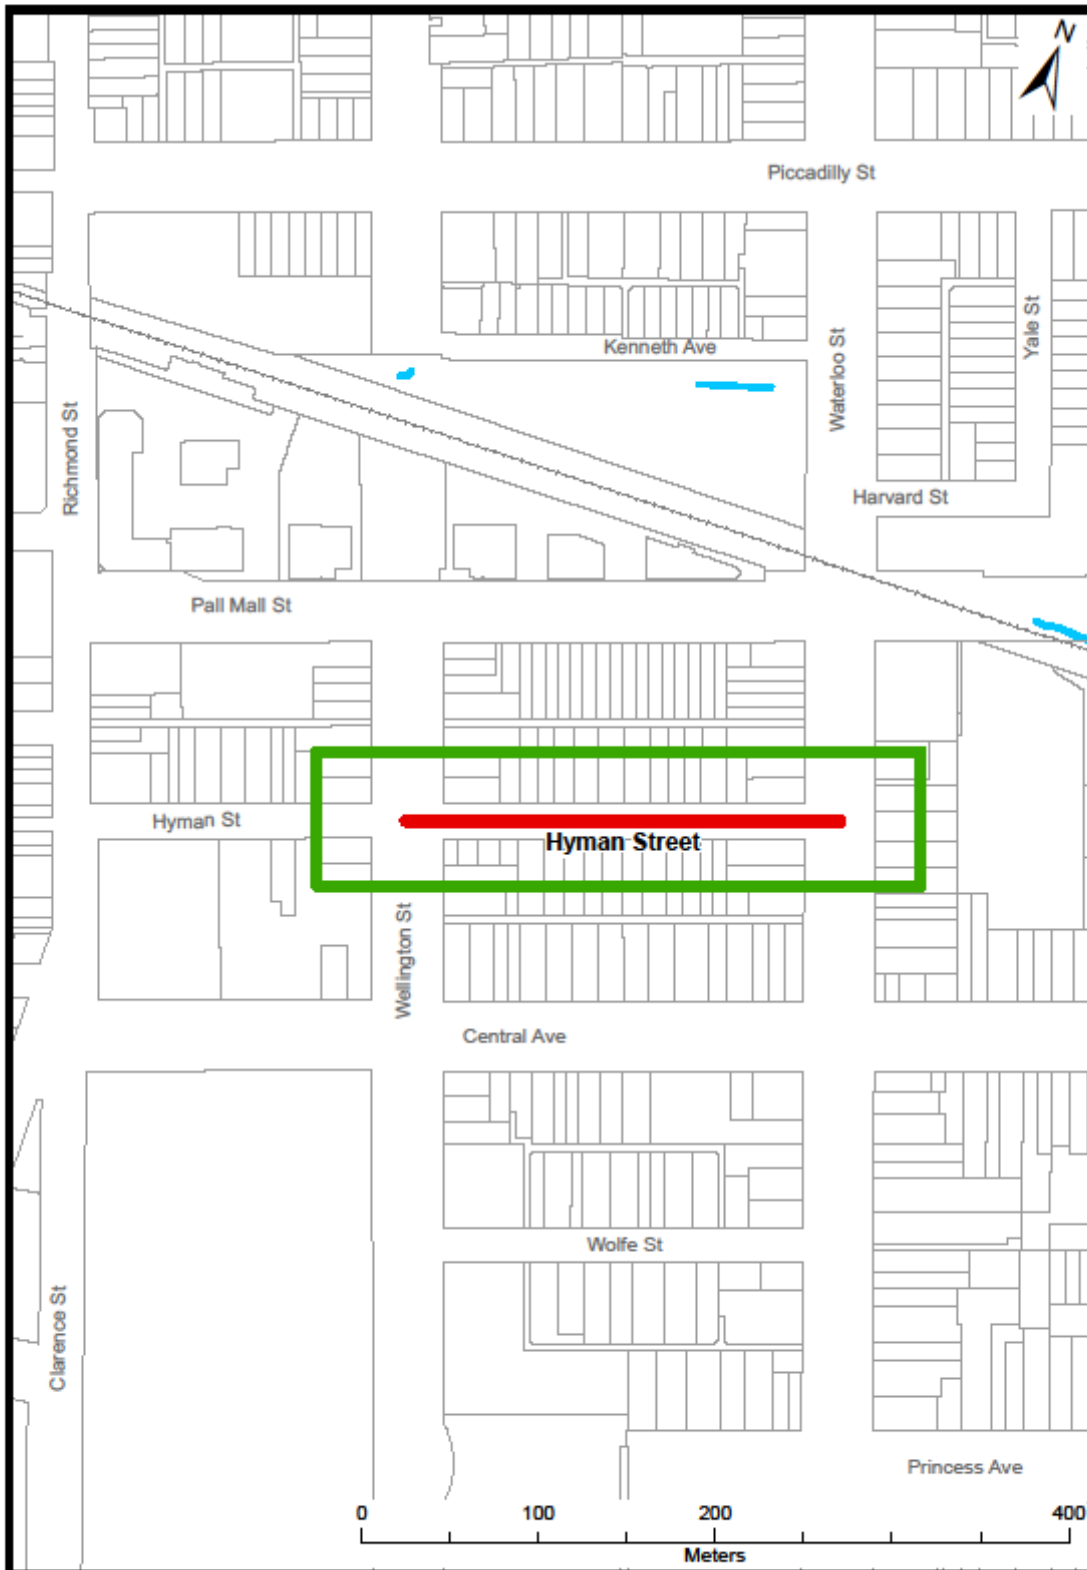 N
Piccadilly St
Yale St
Kenneth Ave
Waterloo St
Richmond St
Harvard St
Pall Mall St
Hyman St
Hyman Street
Wellington St
Central Ave
Wolfe St
Clarence St
Princess Ave
0 100 200 400
Meters